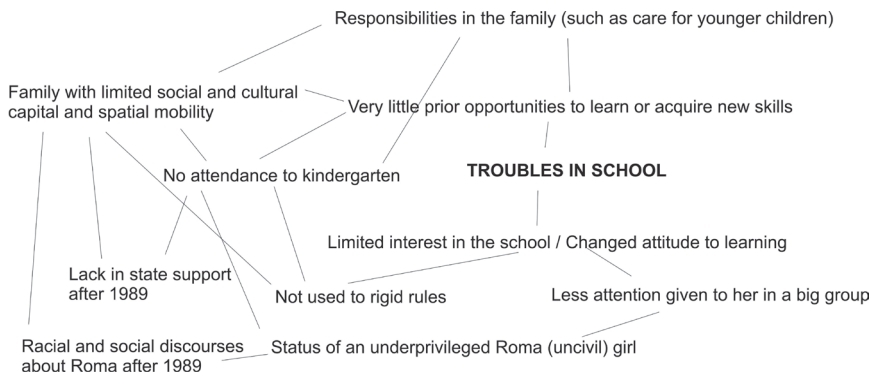 Responsibilities in the family (such as care for younger children)
Family with limited social and cultural
capital and spatial mobility
Very little prior opportunities to learn or acquire new skills
No attendance to kindergarten
TROUBLES IN SCHOOL
Limited interest in the school / Changed attitude to learning
Lack in state support
after 1989
Not used to rigid rules
Less attention given to her in a big group
Racial and social discourses
about Roma after 1989
Status of an underprivileged Roma (uncivil) girl